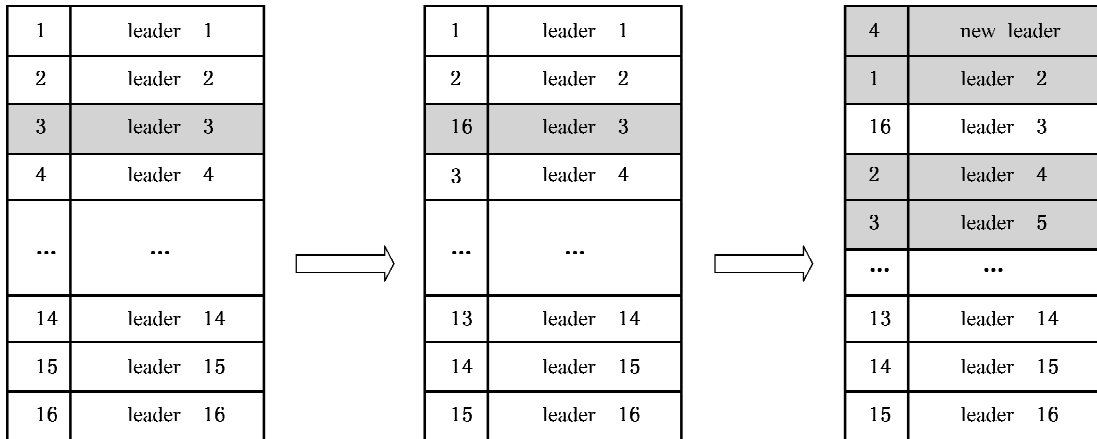 1 leader 1
2 leader 2
3 leader 3
4 leader 4
... ...
14 leader 14
15 leader 15
16 leader 16
1 leader 1
2 leader 2
16 leader 3
3 leader 4
... ...
13 leader 14
14 leader 15
15 leader 16
4 new leader
1 leader 2
16 leader 3
2 leader 4
3 leader 5
... ...
13 leader 14
14 leader 15
15 leader 16